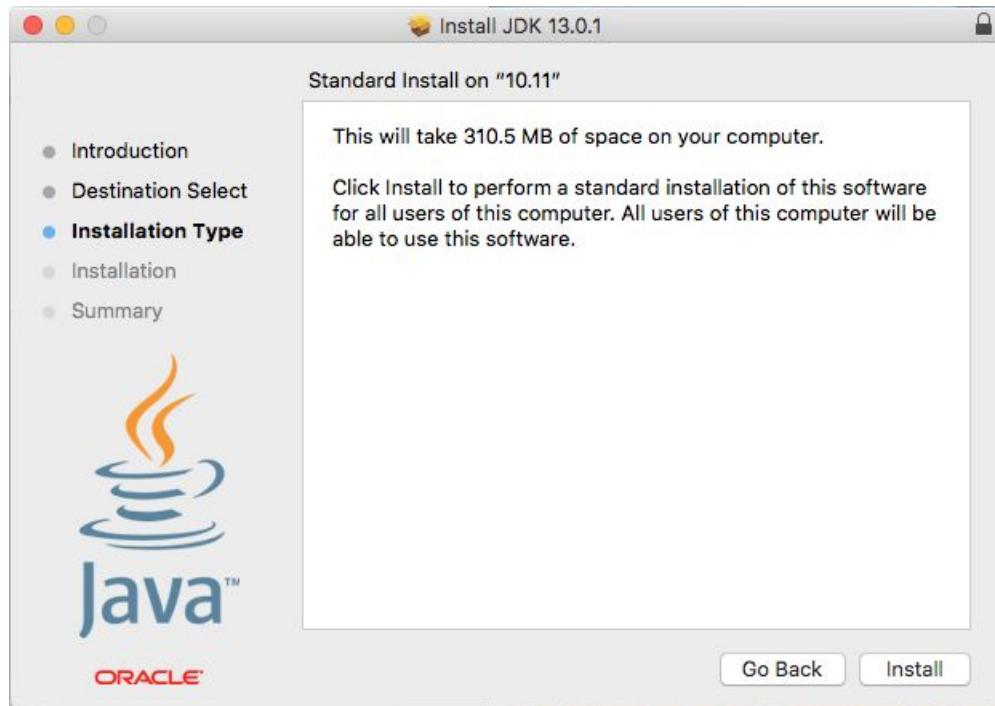 Install JDK 13.0.1
Standard Install on “10.11”
Introduction
Destination Select
Installation Type
Installation
Summary
This will take 310.5 MB of space on your computer.
Click Install to perform a standard installation of this software
for all users of this computer. All users of this computer will be
able to use this software.
Java™
ORACLE®
Go Back
Install